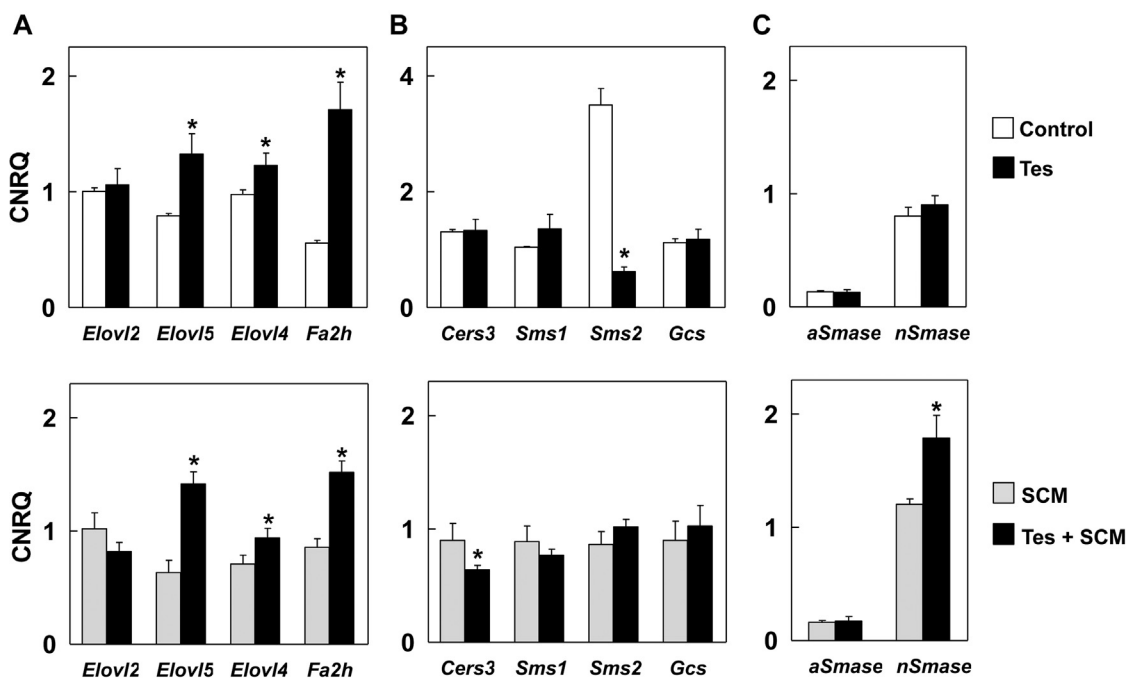 A
B
C
CNRQ
2
1
0
*
*
*
Elovl2 Elovl5 Elovl4 Fa2h
4
2
0
*
Cers3 Sms1 Sms2 Gcs
2
1
0
aSmase nSmase
Control
Tes
CNRQ
2
1
0
*
*
*
Elovl2 Elovl5 Elovl4 Fa2h
2
1
0
*
Cers3 Sms1 Sms2 Gcs
2
1
0
*
aSmase nSmase
SCM
Tes + SCM